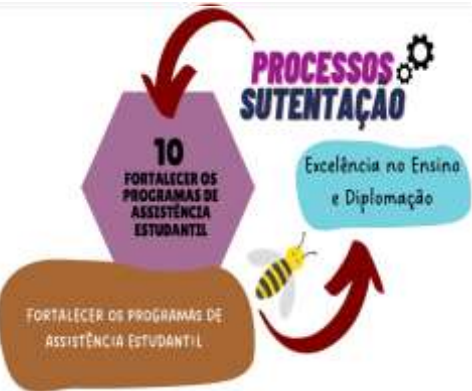 PROCESSOS
SUTENTAÇÃO
10
FORTALECER OS
PROGRAMAS DE
ASSISTÊNCIA
ESTUDANTIL
Excelência no Ensino
e Diplomação
FORTALECER OS PROGRAMAS DE
ASSISTÊNCIA ESTUDANTIL